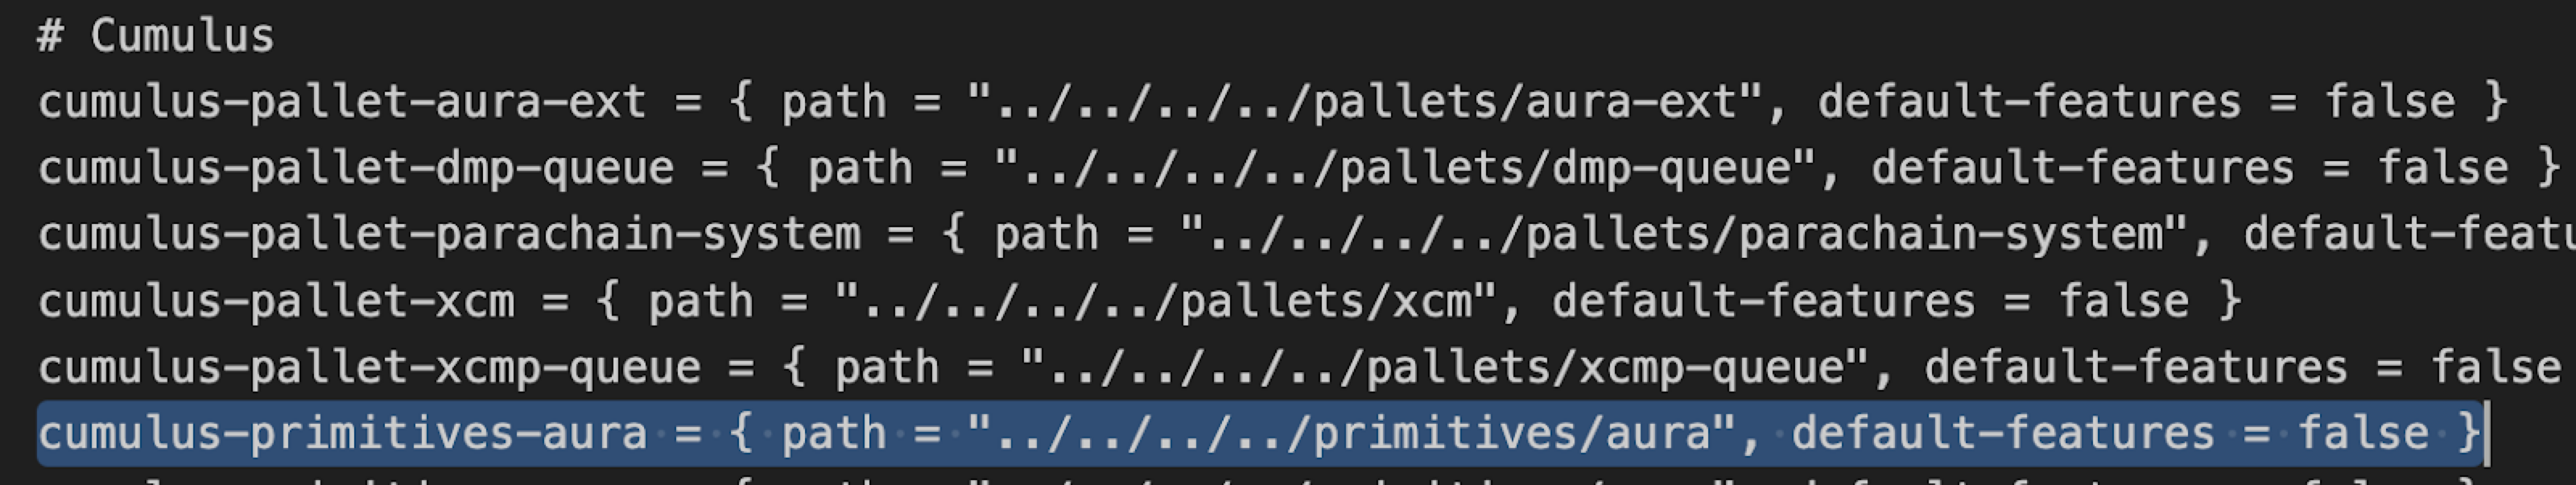 # Cumulus
cumulus-pallet-aura-ext = { path = "../../../../pallets/aura-ext", default-features = false }
cumulus-pallet-dmp-queue = { path = "../../../../pallets/dmp-queue", default-features = false }
cumulus-pallet-parachain-system = { path = "../../../../pallets/parachain-system", default-featu
cumulus-pallet-xcm = { path = "../../../../pallets/xcm", default-features = false }
cumulus-pallet-xcmp-queue = { path = "../../../../pallets/xcmp-queue", default-features = false
cumulus-primitives-aura = { path = "../../../../primitives/aura", default-features = false }